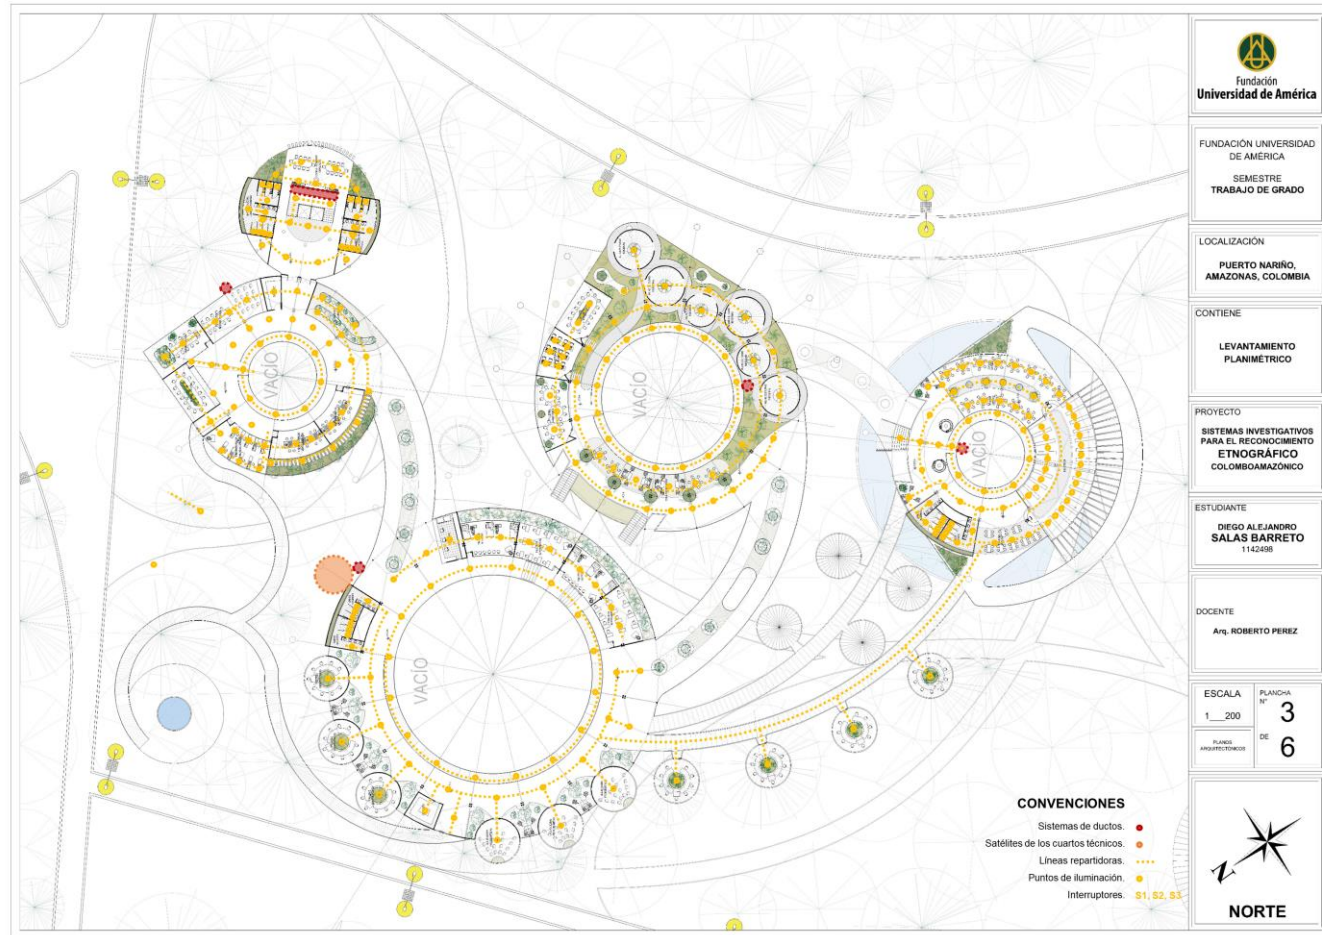 Fundación
Universidad de América
FUNDACIÓN UNIVERSIDAD
DE AMÉRICA
SEMESTRE
TRABAJO DE GRADO
LOCALIZACIÓN
PUERTO NARIÑO,
AMAZONAS, COLOMBIA
CONTIENE
LEVANTAMIENTO
PLANIMÉTRICO
PROYECTO
SISTEMAS INVESTIGATIVOS
PARA EL RECONOCIMIENTO
ETNOGRÁFICO
COLOMBOAMAZÓNICO
ESTUDIANTE
DIEGO ALEJANDRO
SALAS BARRETO
1142498
DOCENTE
Arq. ROBERTO PEREZ
ESCALA
1___200
PLANOS
ARQUITECTONICOS
PLANCHA
N° 3
DE
6
N
NORTE
VACÍO
VACÍO
VACÍO
VACÍO
CONVENCIONES
Sistemas de ductos.
Satélites de los cuartos técnicos.
Líneas repartidoras.
Puntos de iluminación.
Interruptores. S1, S2, S3